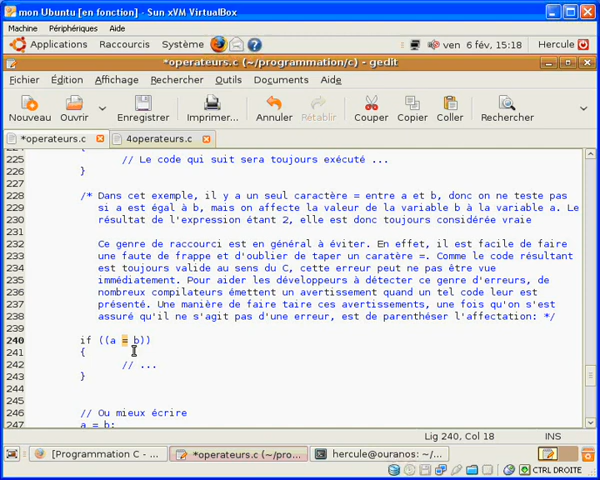 mon Ubuntu [en fonction] - Sun xVM VirtualBox
Machine Périphériques Aide
Applications Raccourcis Système ven 6 fév, 15:18 Hercule
*operateurs.c (~/programmation/c) - gedit
Fichier Édition Affichage Rechercher Outils Documents Aide
Nouveau Ouvrir Enregistrer Imprimer... Annuler Rétablir Couper Copier Coller Rechercher
*operateurs.c 4operateurs.c
224 {
225 // Le code qui suit sera toujours exécuté ...
226 }
227
228 /* Dans cet exemple, il y a un seul caractère = entre a et b, donc on ne teste pas
229 si a est égal à b, mais on affecte la valeur de la variable b à la variable a. Le
230 résultat de l'expression étant 2, elle est donc toujours considérée vraie
231
232 Ce genre de raccourci est en général à éviter. En effet, il est facile de faire
233 une faute de frappe et d'oublier de taper un caratère =. Comme le code résultant
234 est toujours valide au sens du C, cette erreur peut ne pas être vue
235 immédiatement. Pour aider les développeurs à détecter ce genre d'erreurs, de
236 nombreux compilateurs émettent un avertissement quand un tel code leur est
237 présenté. Une manière de faire taire ces avertissements, une fois qu'on s'est
238 assuré qu'il ne s'agit pas d'une erreur, est de parenthéser l'affectation: */
239
240 if ((a = b))
241 {
242 // ...
243 }
244
245
246 // Ou mieux écrire
247 a = b;
Lig 240, Col 18 INS
[Programmation C - ... *operateurs.c (~/pro... hercule@ouranos: ~/...
CTRL DROITE